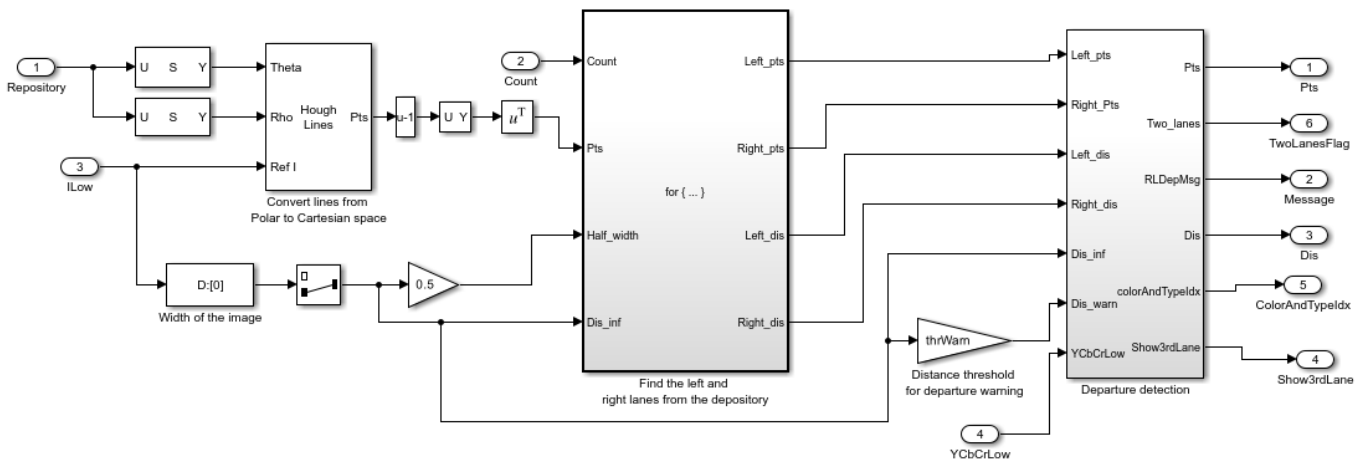 1
Repository
U S Y
U S Y
3
ILow
Theta
Rho
Ref I
Hough
Lines
Pts
Convert lines from
Polar to Cartesian space
u-1
U Y
uT
D:[0]
Width of the image
0.5
2
Count
Count
Pts
Half_width
Dis_inf
for { ... }
Left_pts
Right_pts
Left_dis
Right_dis
Find the left and
right lanes from the depository
thrWarn
Distance threshold
for departure warning
4
YCbCrLow
Left_pts
Right_Pts
Left_dis
Right_dis
Dis_inf
Dis_warn
YCbCrLow
Pts
Two_lanes
RLDepMsg
Dis
colorAndTypeIdx
Show3rdLane
Departure detection
1
Pts
6
TwoLanesFlag
2
Message
3
Dis
5
ColorAndTypeIdx
4
Show3rdLane